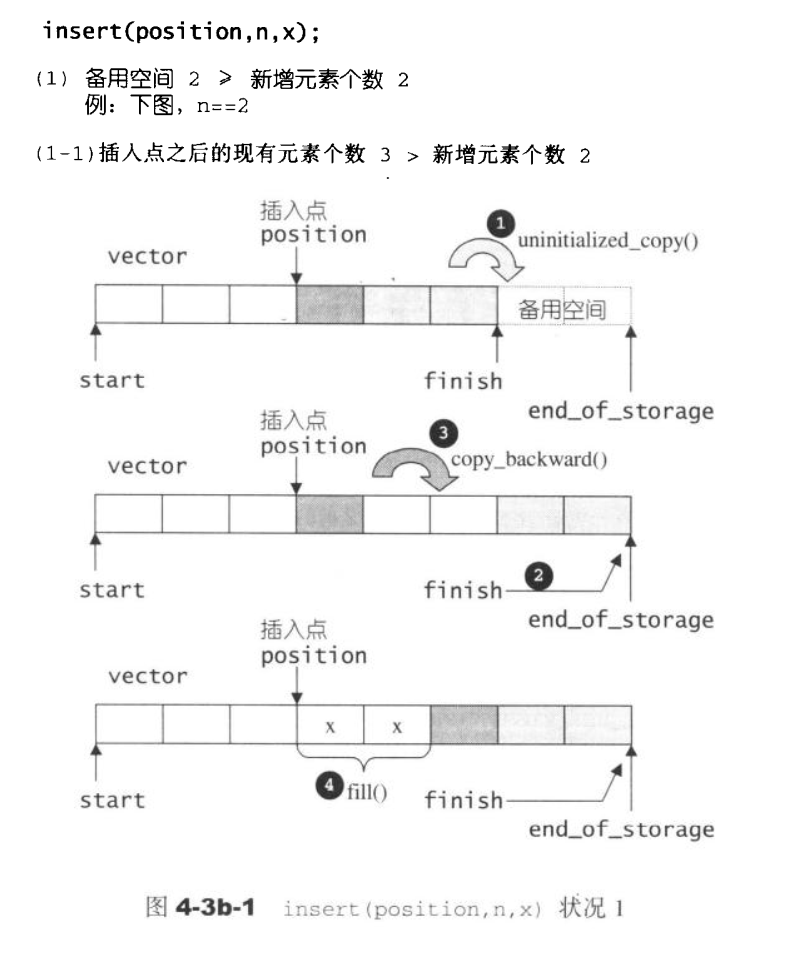 insert(position,n,x);
(1) 备用空间 2 ≥ 新增元素个数 2
例：下图，n==2
(1-1)插入点之后的现有元素个数 3 > 新增元素个数 2
插入点
position
1
uninitialized_copy()
vector
备用空间
start
finish
end_of_storage
插入点
position
3
copy_backward()
vector
start
finish
2
end_of_storage
插入点
position
vector
x x
4 fill()
start
finish
end_of_storage
图 4-3b-1 insert(position,n,x) 状况 1